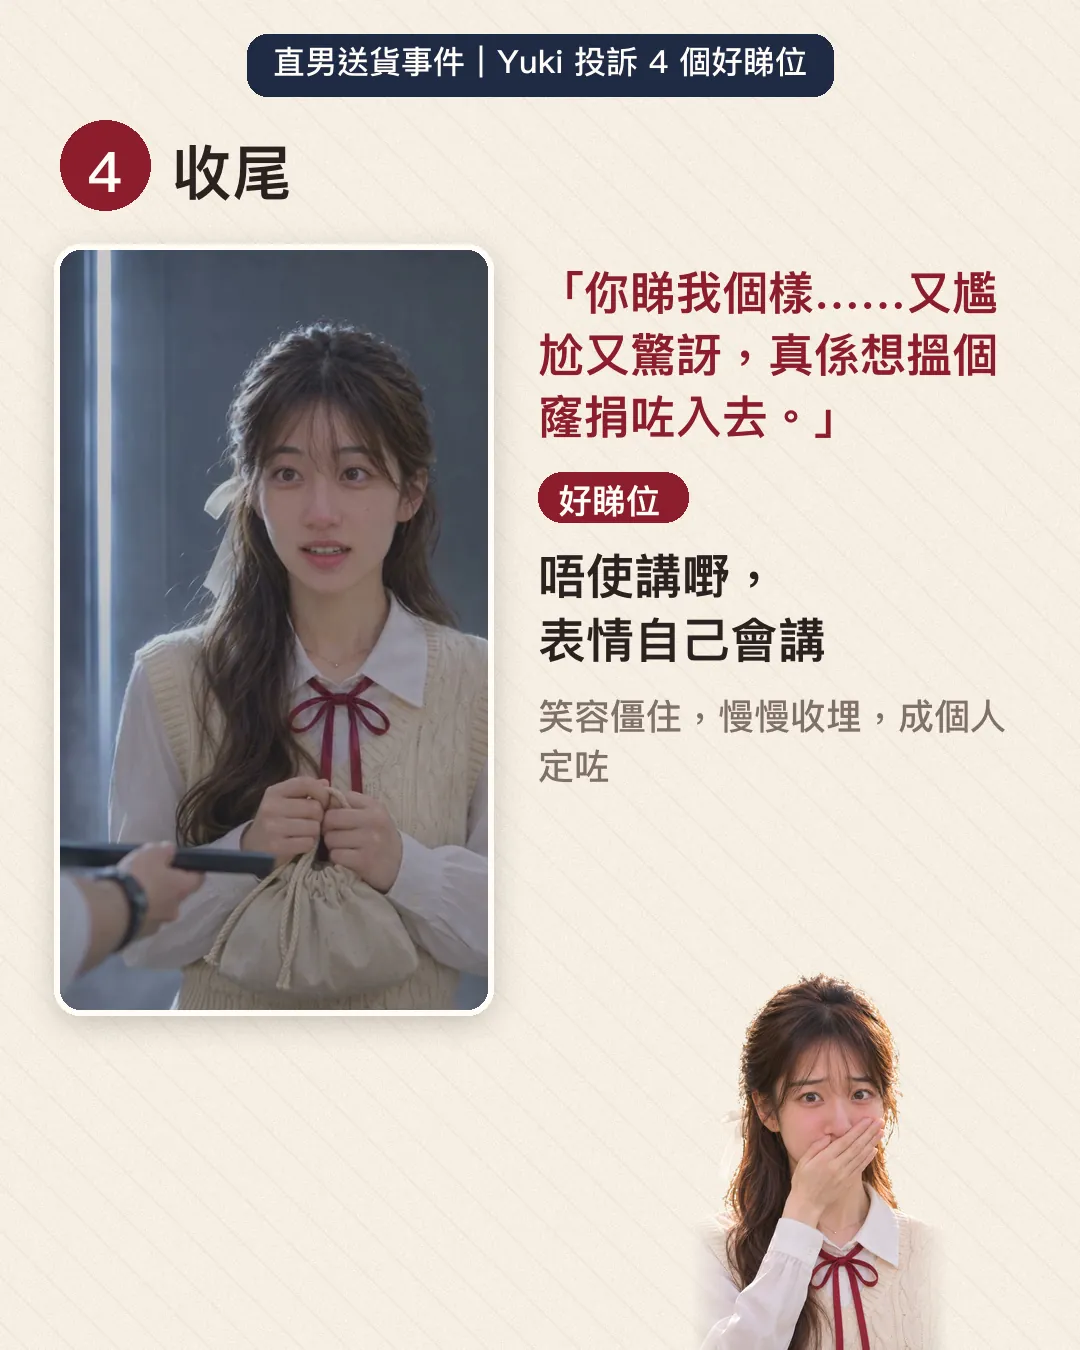 直男送貨事件｜Yuki 投訴 4 個好睇位
4 收尾
「你睇我個樣……又尷
尬又驚訝，真係想搵個
窿捐咗入去。」
好睇位
唔使講嘢，
表情自己會講
笑容僵住，慢慢收埋，成個人
定咗